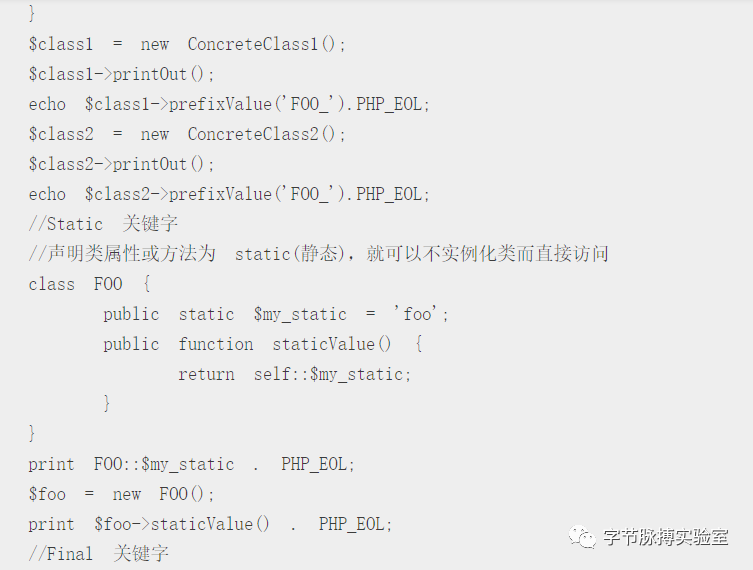 }
$class1 = new ConcreteClass1();
$class1->printOut();
echo $class1->prefixValue('FOO_').PHP_EOL;
$class2 = new ConcreteClass2();
$class2->printOut();
echo $class2->prefixValue('FOO_').PHP_EOL;
//Static 关键字
//声明类属性或方法为 static(静态)，就可以不实例化类而直接访问
class FOO {
public static $my_static = 'foo';
public function staticValue() {
return self::$my_static;
}
}
print FOO::$my_static . PHP_EOL;
$foo = new FOO();
print $foo->staticValue() . PHP_EOL;
//Final 关键字
字节脉搏实验室